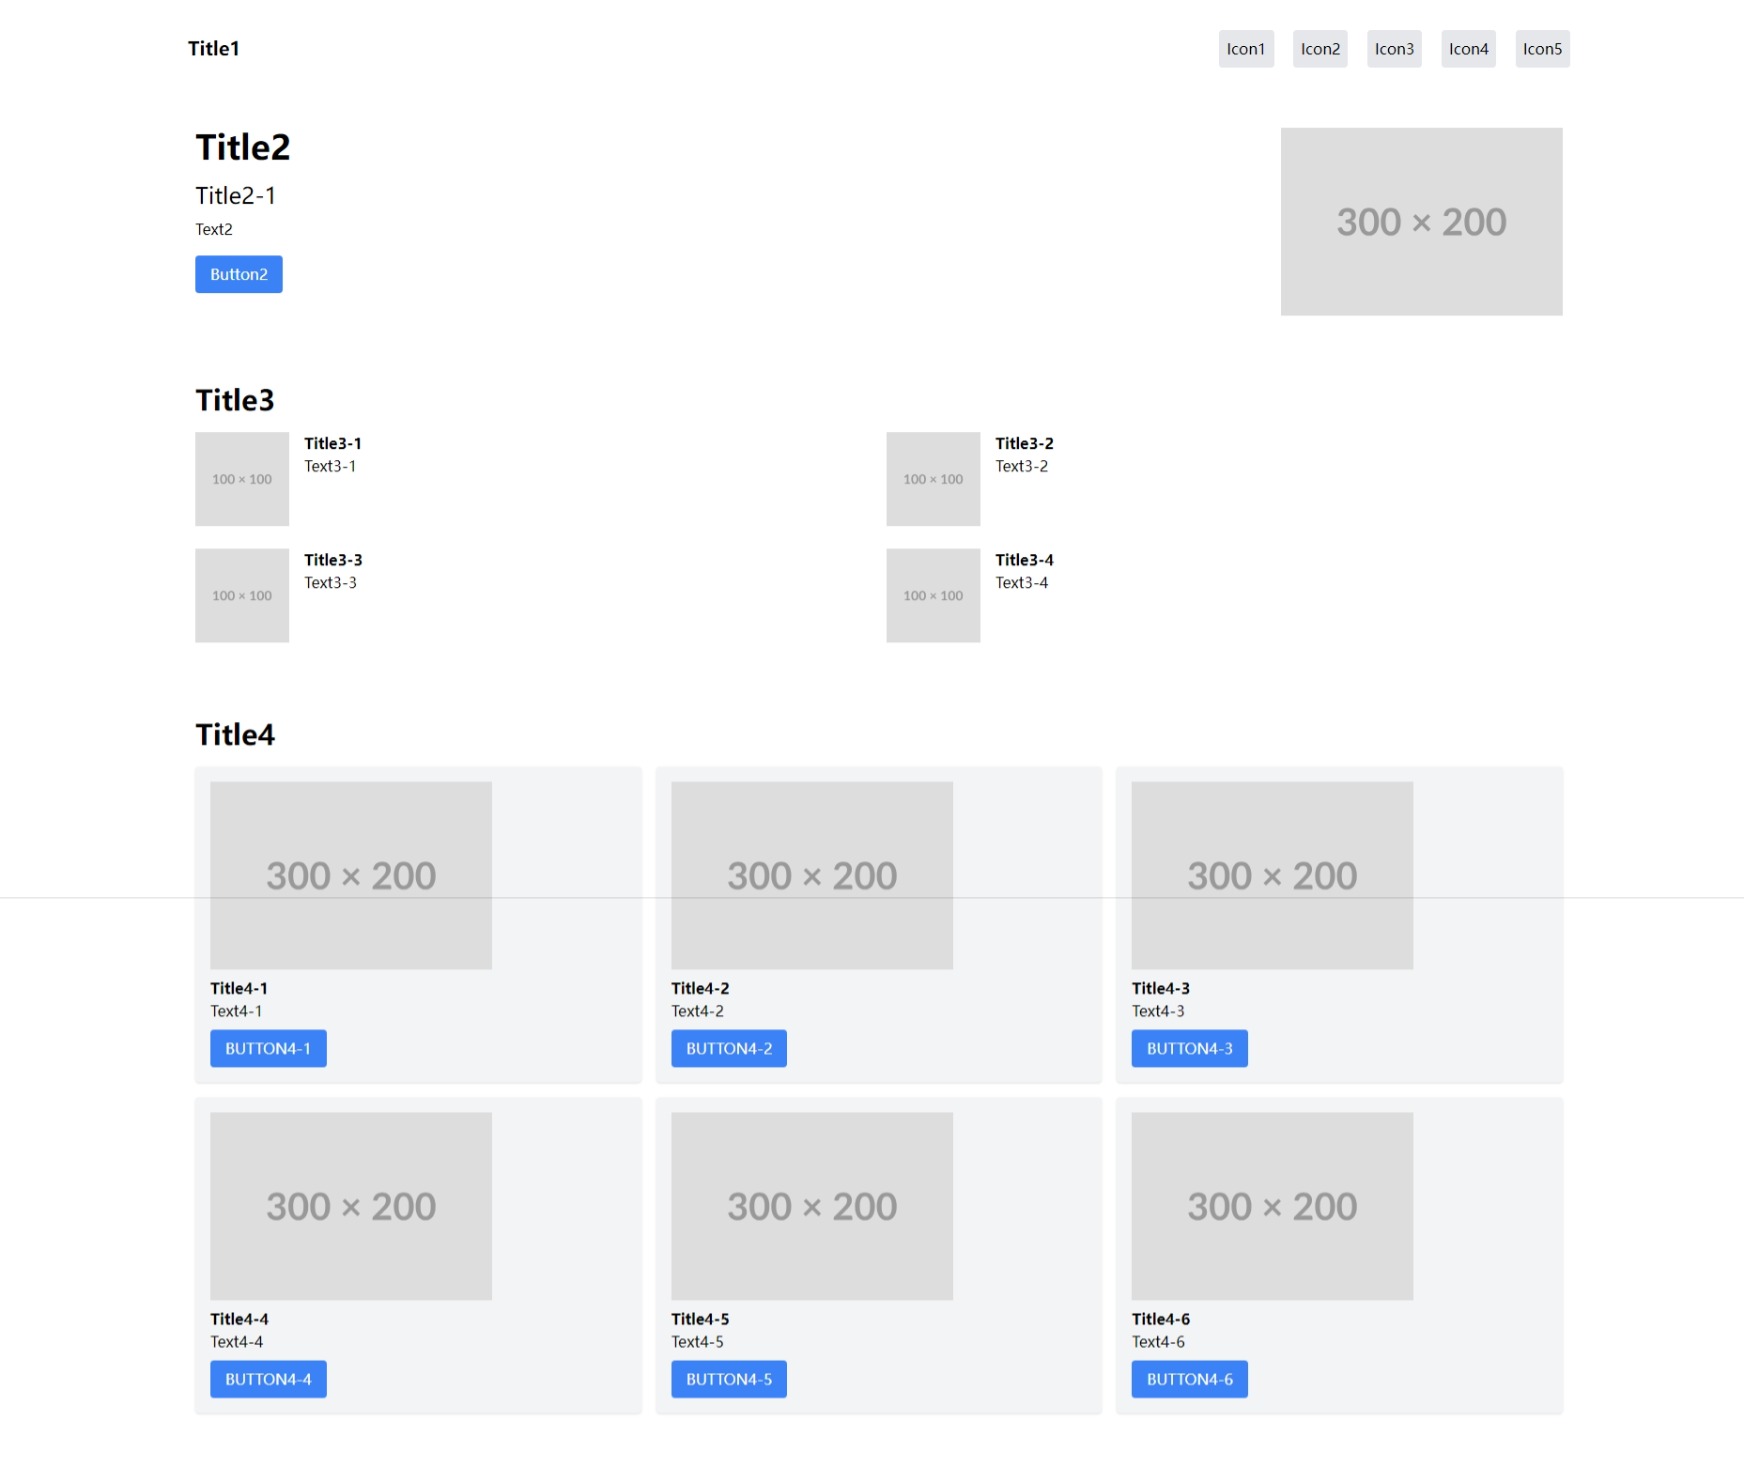 Title1
Icon1 Icon2 Icon3 Icon4 Icon5
Title2
Title2-1
Text2
Button2
300 × 200
Title3
100 × 100
Title3-1
Text3-1
100 × 100
Title3-2
Text3-2
100 × 100
Title3-3
Text3-3
100 × 100
Title3-4
Text3-4
Title4
300 × 200
Title4-1
Text4-1
BUTTON4-1
300 × 200
Title4-2
Text4-2
BUTTON4-2
300 × 200
Title4-3
Text4-3
BUTTON4-3
300 × 200
Title4-4
Text4-4
BUTTON4-4
300 × 200
Title4-5
Text4-5
BUTTON4-5
300 × 200
Title4-6
Text4-6
BUTTON4-6